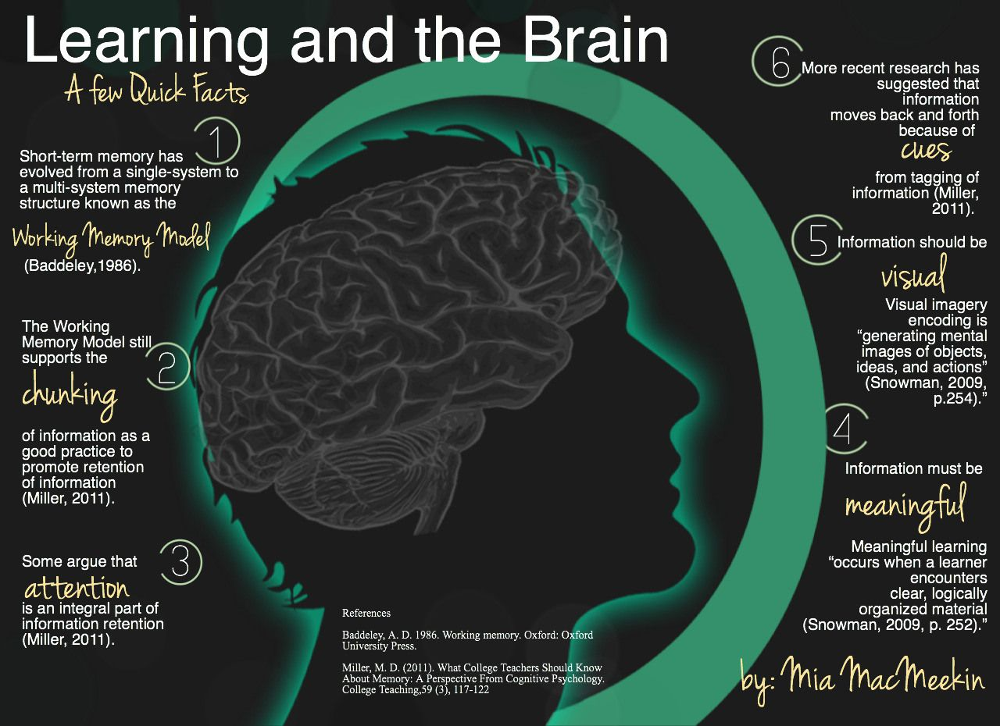 Learning and the Brain
A few Quick Facts
1
Short-term memory has
evolved from a single-system to
a multi-system memory
structure known as the
Working Memory Model
(Baddeley,1986).
2
The Working
Memory Model still
supports the
chunking
of information as a
good practice to
promote retention
of information
(Miller, 2011).
3
Some argue that
attention
is an integral part of
information retention
(Miller, 2011).
4
Information must be
meaningful
Meaningful learning
“occurs when a learner
encounters
clear, logically
organized material
(Snowman, 2009, p. 252).”
5
Information should be
visual
Visual imagery
encoding is
“generating mental
images of objects,
ideas, and actions”
(Snowman, 2009,
p.254).”
6
More recent research has
suggested that
information
moves back and forth
because of
cues
from tagging of
information (Miller,
2011).
References
Baddeley, A. D. 1986. Working memory. Oxford: Oxford
University Press.
Miller, M. D. (2011). What College Teachers Should Know
About Memory: A Perspective From Cognitive Psychology.
College Teaching,59 (3), 117-122
by: Mia MacMeekin